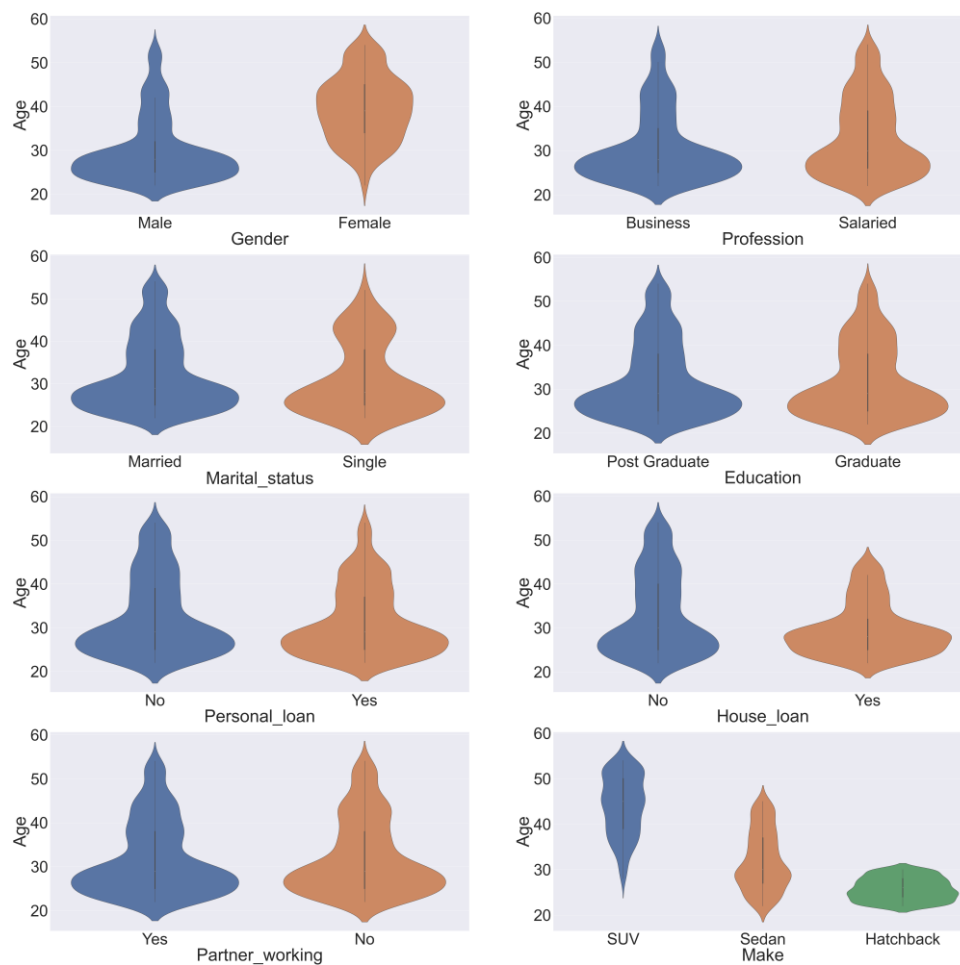 60
50
40
30
20
Age
Male Female
Gender
60
50
40
30
20
Age
Business Salaried
Profession
60
50
40
30
20
Age
Married Single
Marital_status
60
50
40
30
20
Age
Post Graduate Graduate
Education
60
50
40
30
20
Age
No Yes
Personal_loan
60
50
40
30
20
Age
No Yes
House_loan
60
50
40
30
20
Age
Yes No
Partner_working
60
50
40
30
20
Age
SUV Sedan Hatchback
Make